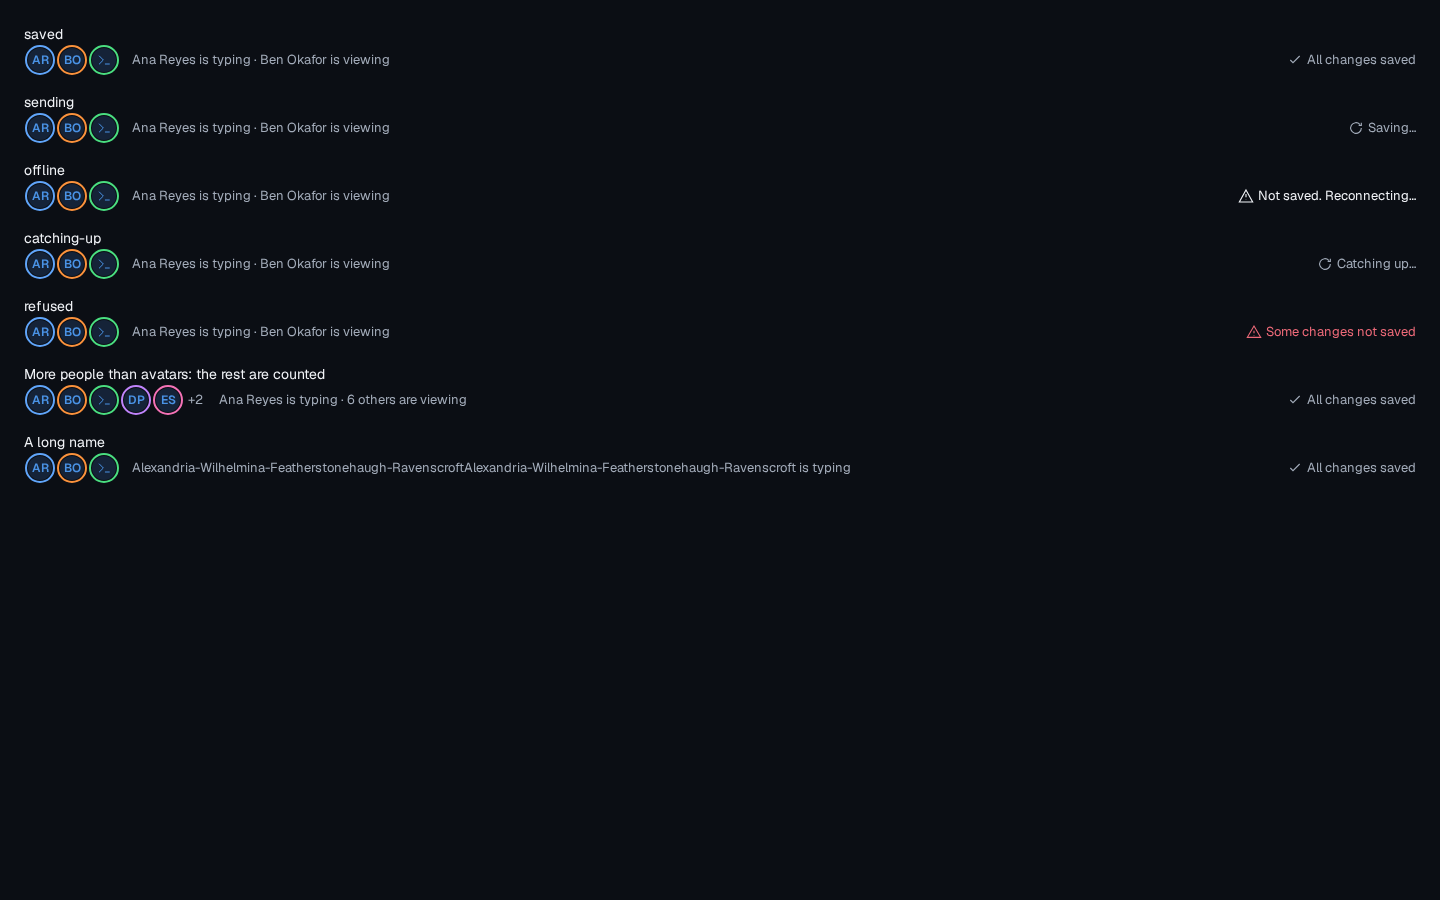 saved
AR BO >_ Ana Reyes is typing · Ben Okafor is viewing All changes saved
sending
AR BO >_ Ana Reyes is typing · Ben Okafor is viewing Saving…
offline
AR BO >_ Ana Reyes is typing · Ben Okafor is viewing Not saved. Reconnecting…
catching-up
AR BO >_ Ana Reyes is typing · Ben Okafor is viewing Catching up…
refused
AR BO >_ Ana Reyes is typing · Ben Okafor is viewing Some changes not saved
More people than avatars: the rest are counted
AR BO >_ DP ES +2 Ana Reyes is typing · 6 others are viewing All changes saved
A long name
AR BO >_ Alexandria-Wilhelmina-Featherstonehaugh-RavenscroftAlexandria-Wilhelmina-Featherstonehaugh-Ravenscroft is typing All changes saved